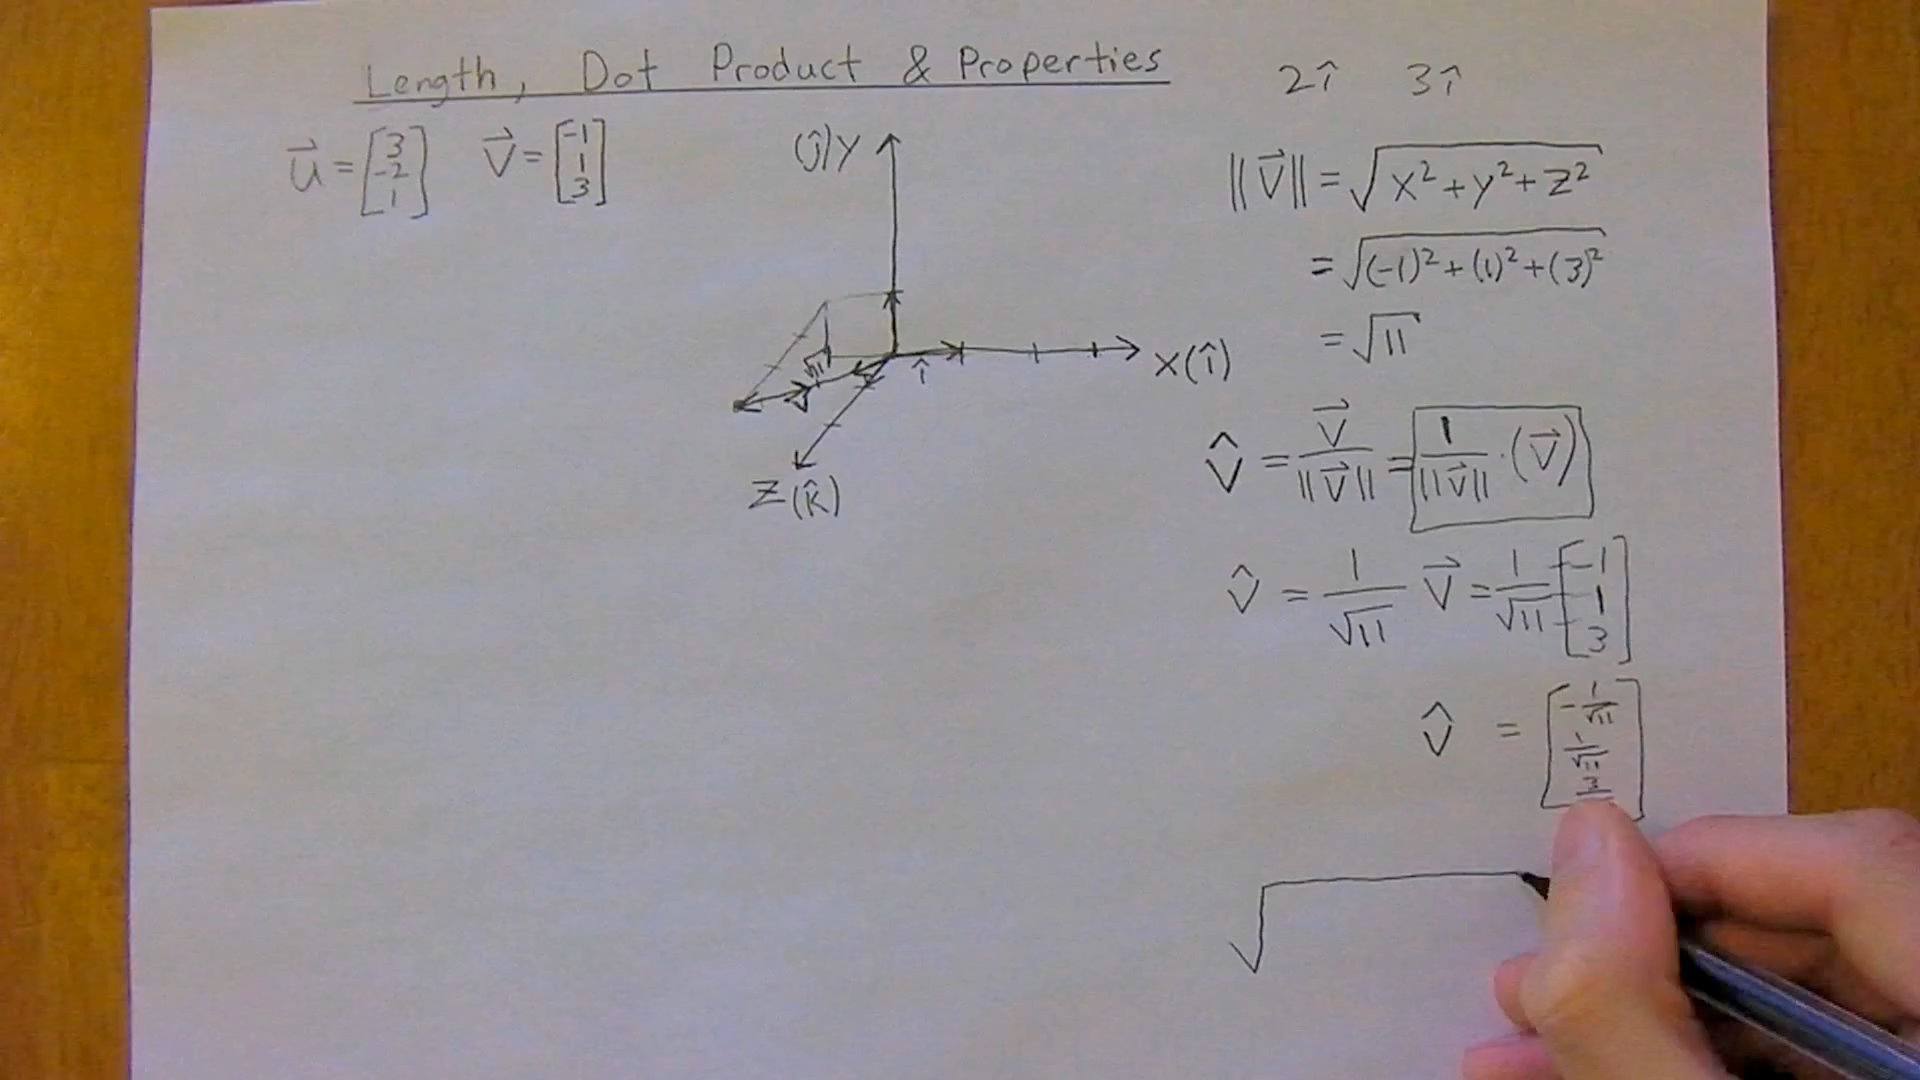 Length, Dot Product & Properties
2î 3î
u⃗ = [3 -2 1] v⃗ = [-1 1 3]
(ĵ)Y
X(î)
î
Z(k̂)
√11
v̂
||v⃗|| = √x²+y²+z²
= √(-1)²+(1)²+(3)²
= √11
v̂ = v⃗/||v⃗|| = 1/||v⃗|| · (v⃗)
v̂ = 1/√11 v⃗ = 1/√11 [-1 1 3]
v̂ = [-1/√11 1/√11 3/
√